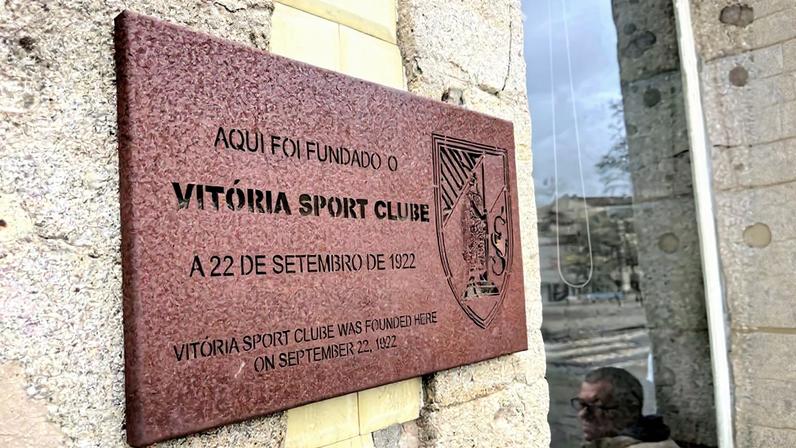 AQUI FOI FUNDADO O
VITÓRIA SPORT CLUBE
A 22 DE SETEMBRO DE 1922
VITÓRIA SPORT CLUBE WAS FOUNDED HERE
ON SEPTEMBER 22, 1922